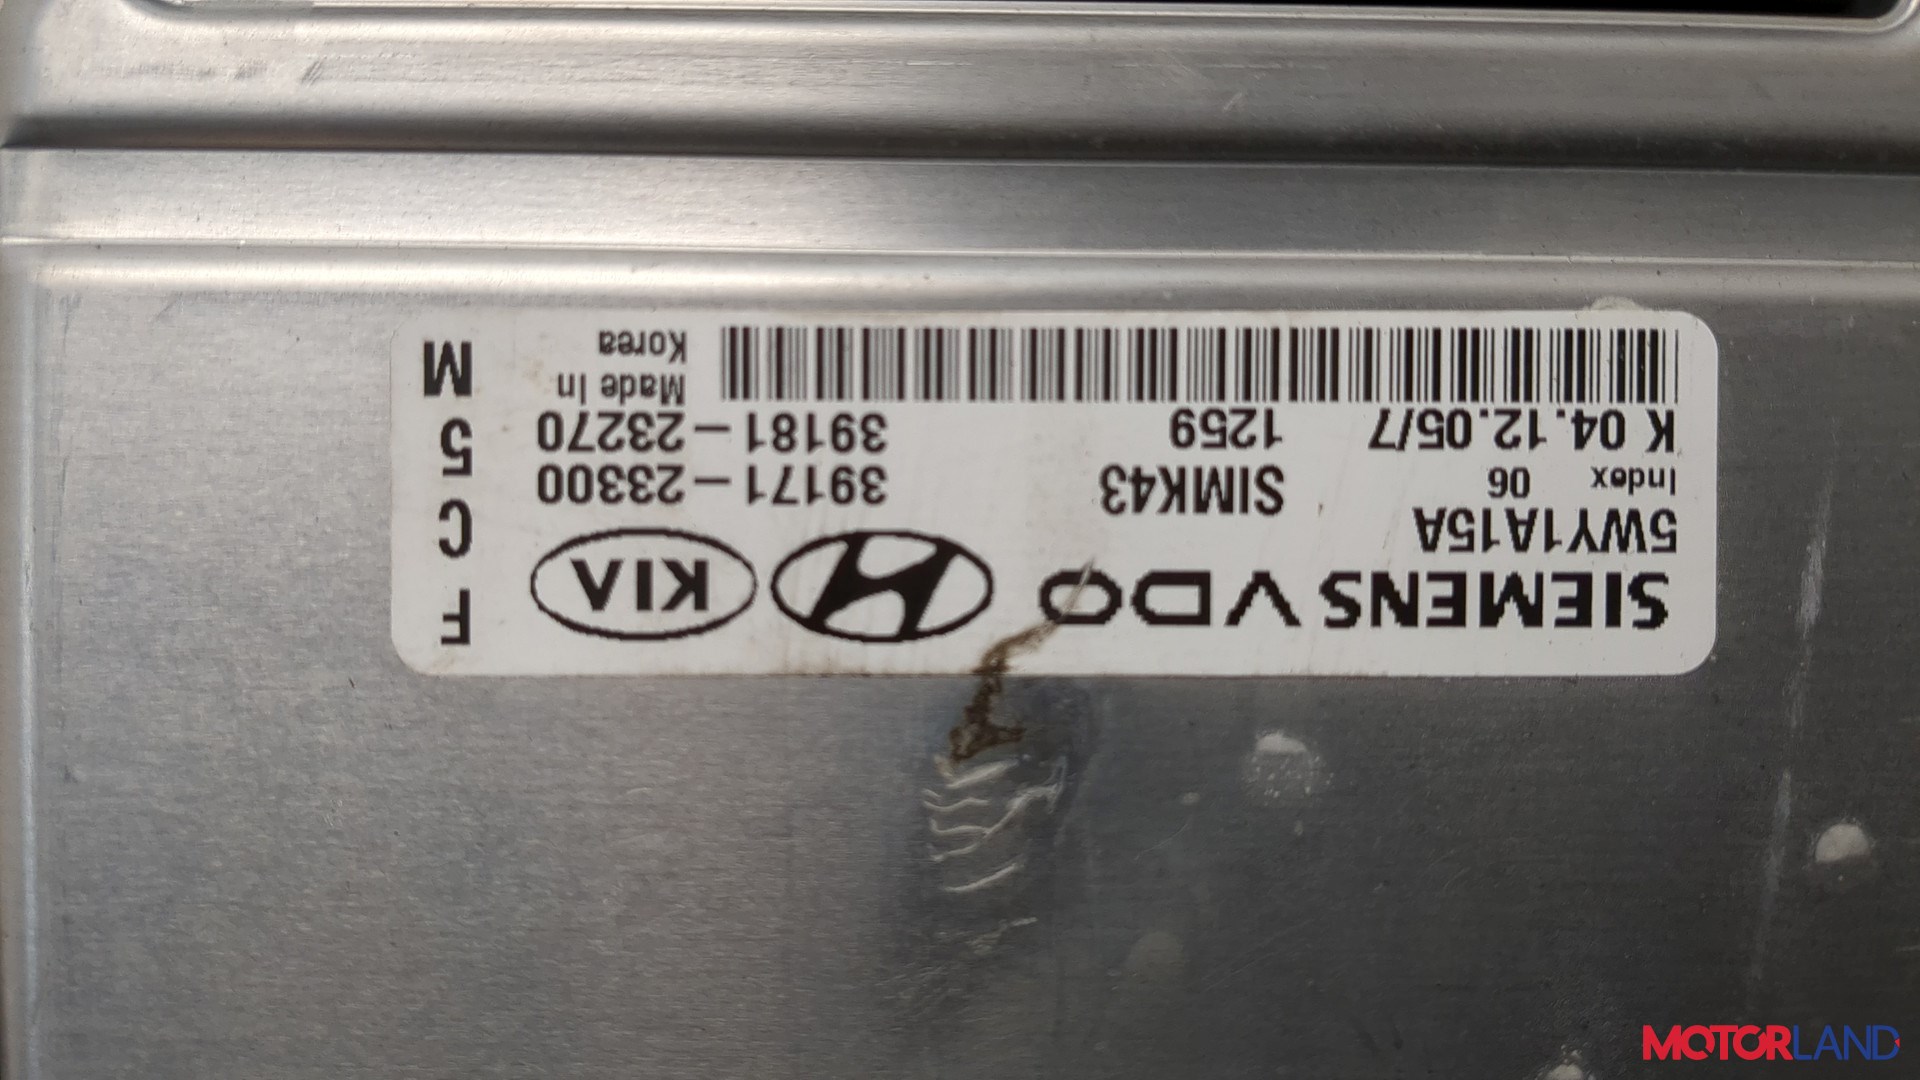 SIEMENS VDO
5WY1A15A
Index 06
SIMK43
K 04.12.05/7
1259
KIA
39171-23300
39181-23270
Made In
Korea
F C 5 M
MOTORLAND